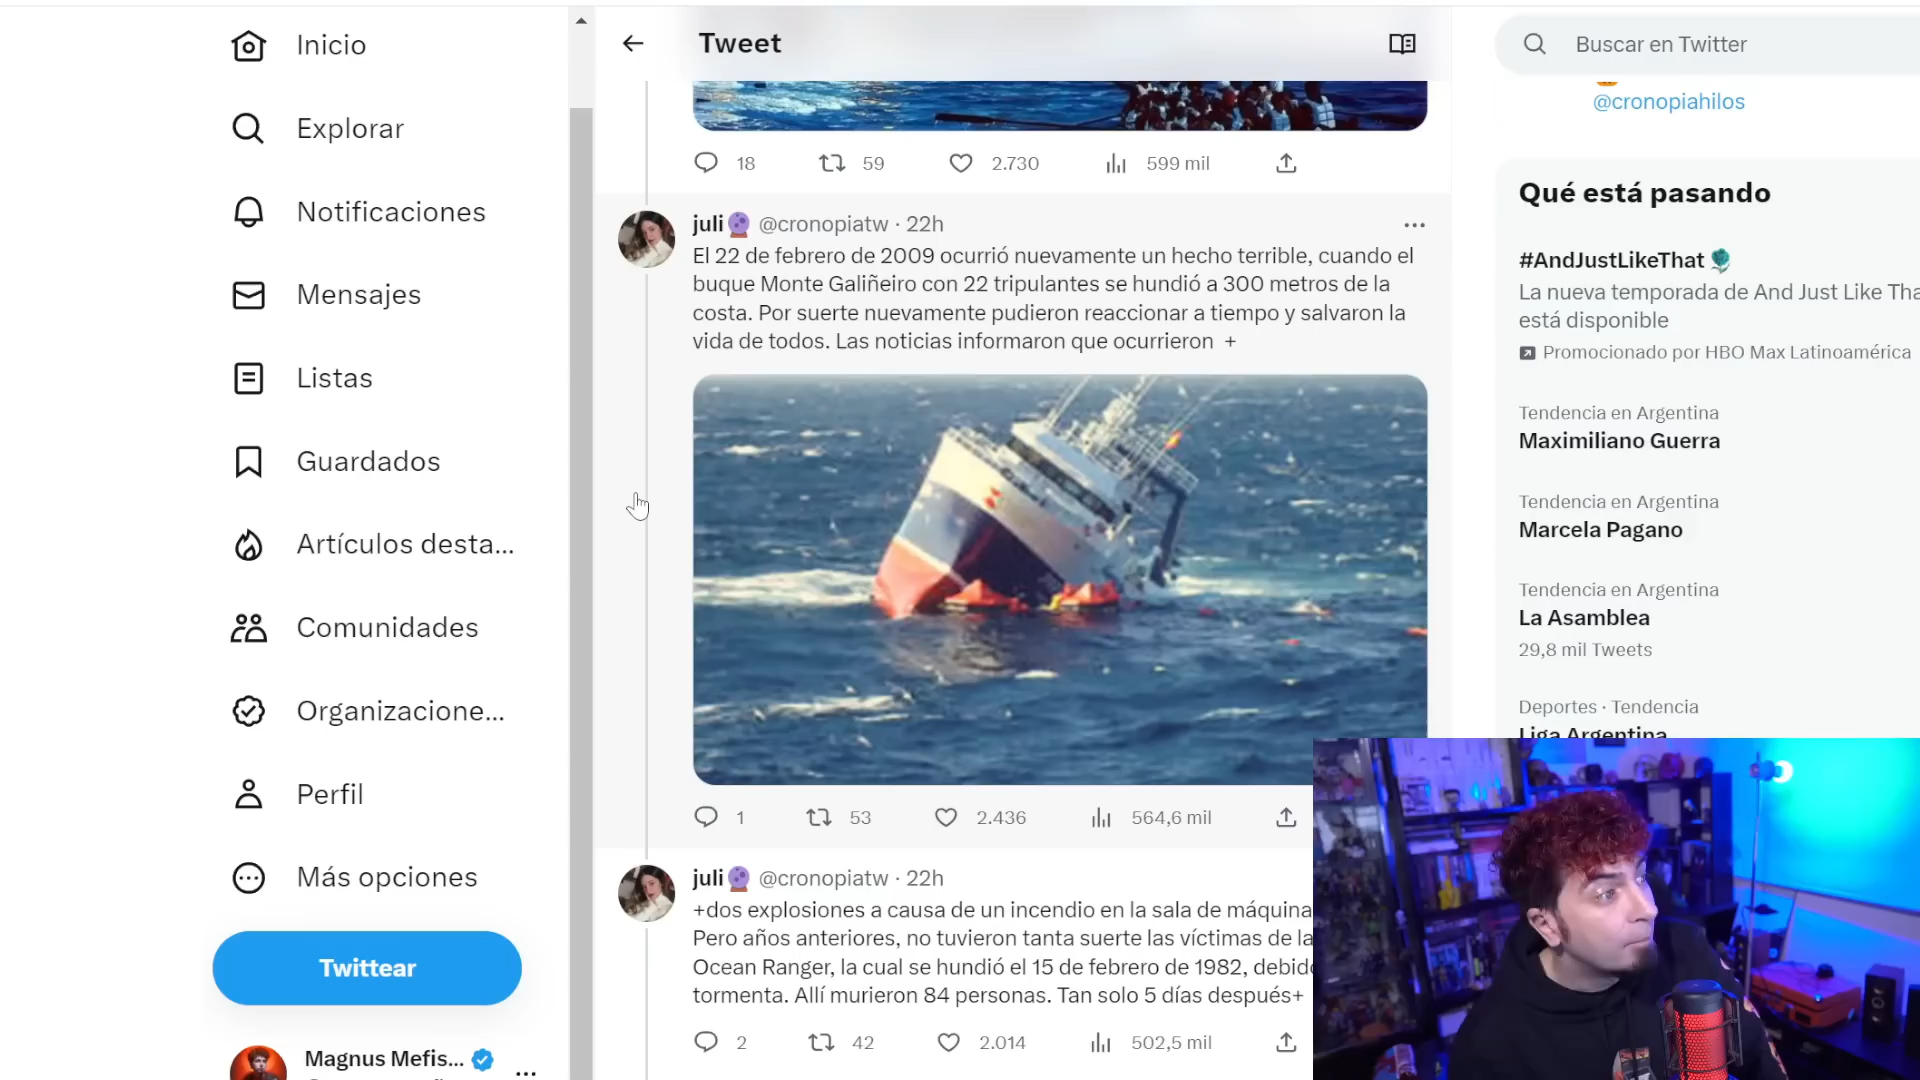 Inicio
Explorar
Notificaciones
Mensajes
Listas
Guardados
Artículos desta...
Comunidades
Organizacione...
Perfil
Más opciones
Twittear
Magnus Mefis...
Tweet
18 59 2.730 599 mil
juli @cronopiatw · 22h
El 22 de febrero de 2009 ocurrió nuevamente un hecho terrible, cuando el
buque Monte Galiñeiro con 22 tripulantes se hundió a 300 metros de la
costa. Por suerte nuevamente pudieron reaccionar a tiempo y salvaron la
vida de todos. Las noticias informaron que ocurrieron +
1 53 2.436 564,6 mil
juli @cronopiatw · 22h
+dos explosiones a causa de un incendio en la sala de máquina
Pero años anteriores, no tuvieron tanta suerte las víctimas de la
Ocean Ranger, la cual se hundió el 15 de febrero de 1982, debido
tormenta. Allí murieron 84 personas. Tan solo 5 días después+
2 42 2.014 502,5 mil
Buscar en Twitter
@cronopiahilos
Qué está pasando
#AndJustLikeThat
La nueva temporada de And Just Like Tha
está disponible
Promocionado por HBO Max Latinoamérica
Tendencia en Argentina
Maximiliano Guerra
Tendencia en Argentina
Marcela Pagano
Tendencia en Argentina
La Asamblea
29,8 mil Tweets
Deportes · Tendencia
Liga Argentina